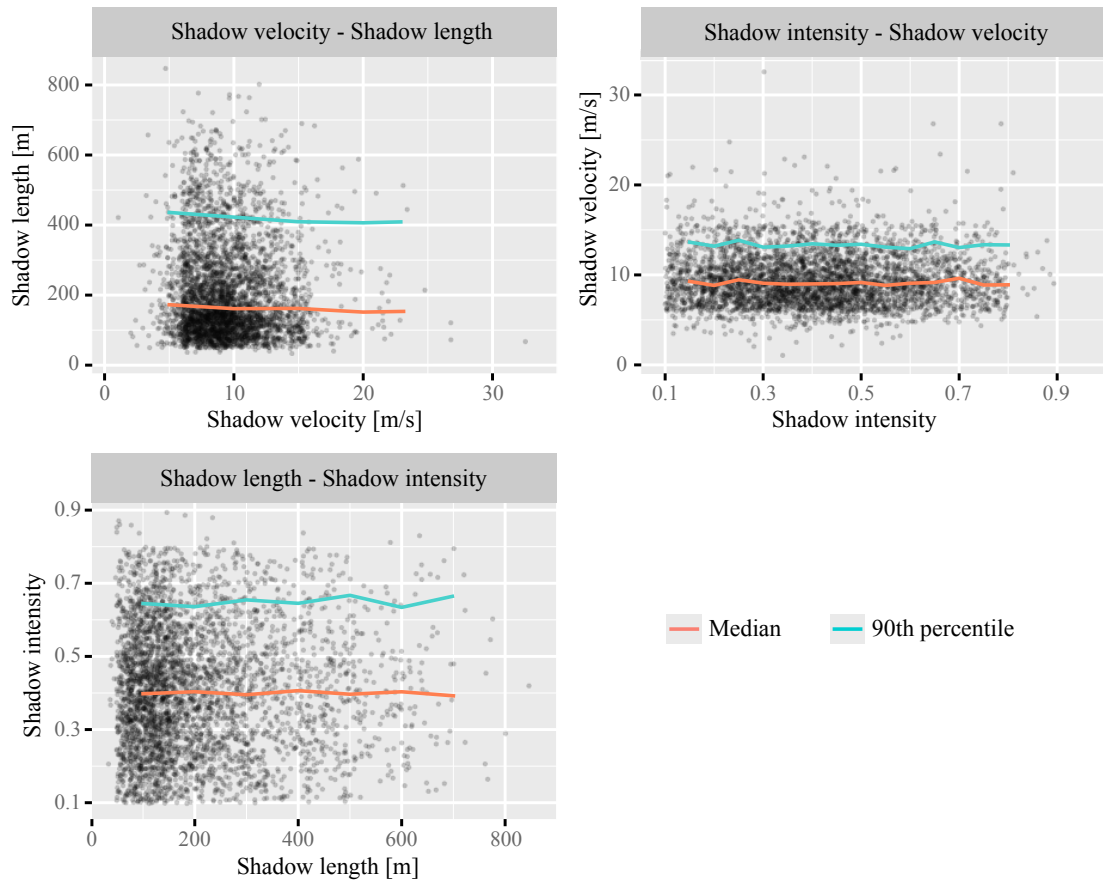 Shadow velocity - Shadow length
Shadow length [m]
800
600
400
200
0
0 10 20 30
Shadow velocity [m/s]
Shadow intensity - Shadow velocity
Shadow velocity [m/s]
30
20
10
0
0.1 0.3 0.5 0.7 0.9
Shadow intensity
Shadow length - Shadow intensity
Shadow intensity
0.9
0.7
0.5
0.3
0.1
0 200 400 600 800
Shadow length [m]
Median 90th percentile